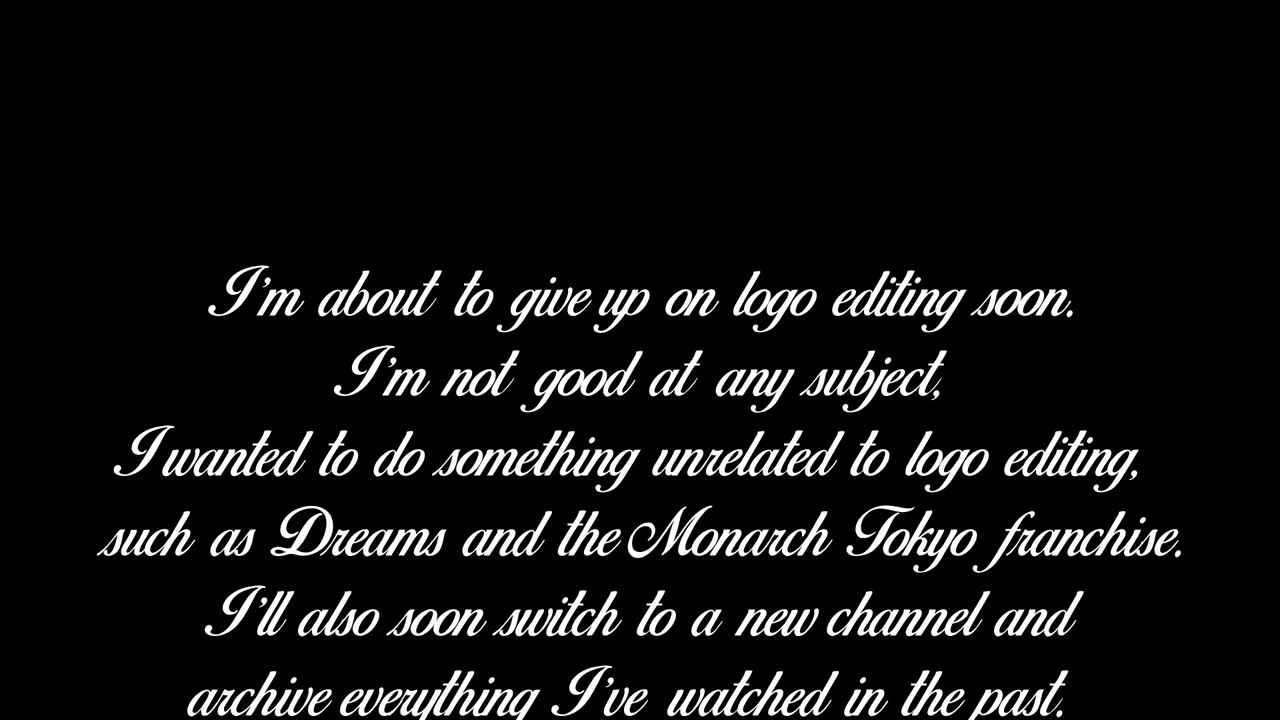 I'm about to give up on logo editing soon.
I'm not good at any subject,
I wanted to do something unrelated to logo editing,
such as Dreams and the Monarch Tokyo franchise.
I'll also soon switch to a new channel and
archive everything I've watched in the past.